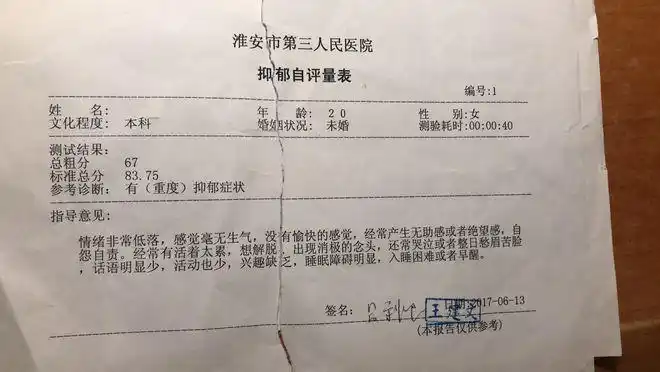 淮安市第三人民医院
抑郁自评量表
编号:1
姓 名: 年 龄: 20 性 别:女
文化程度: 本科 婚姻状况: 未婚 测验耗时:00:00:40
测试结果:
总粗分 67
标准总分 83.75
参考诊断: 有（重度）抑郁症状
指导意见:
情绪非常低落，感觉毫无生气，没有愉快的感觉，经常产生无助感或者绝望感，自
怨自责。经常有活着太累，想解脱、出现消极的念头，还常哭泣或者整日愁眉苦脸
，话语明显少，活动也少，兴趣缺乏，睡眠障碍明显，入睡困难或者早醒。
日期:2017-06-13
签名:
(本报告仅供参考)